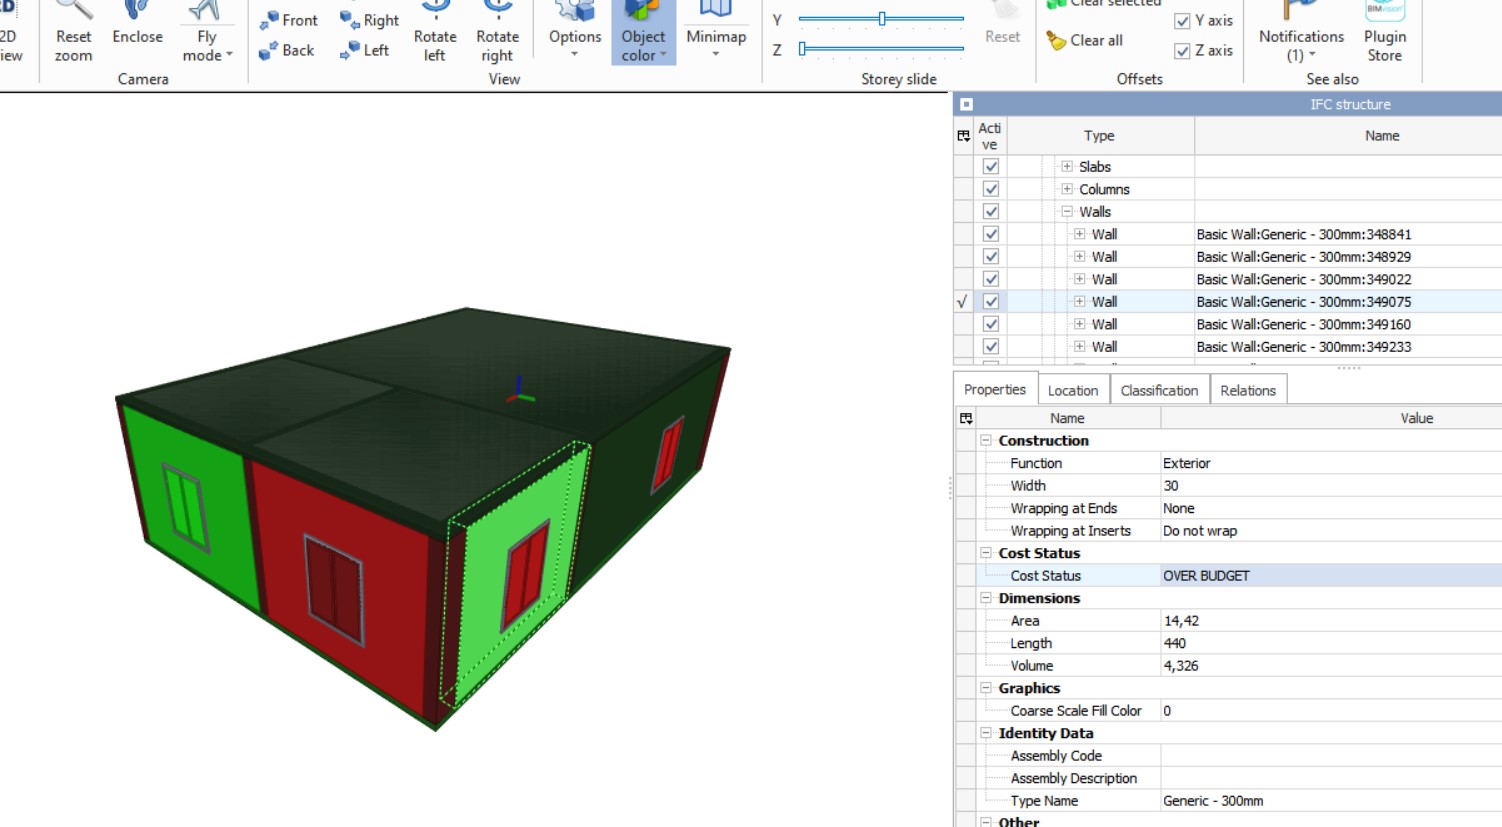 2D
iew
Reset
zoom
Enclose
Fly
mode
Camera
Front
Back
Right
Left
Rotate
left
Rotate
right
View
Options
Object
color
Minimap
Y
Z
Reset
Storey slide
Clear selected
Clear all
Y axis
Z axis
Offsets
Notifications
(1)
BIMvision
Plugin
Store
See also
IFC structure
Acti
ve
Type Name
Slabs
Columns
Walls
Wall Basic Wall:Generic - 300mm:348841
Wall Basic Wall:Generic - 300mm:348929
Wall Basic Wall:Generic - 300mm:349022
√ Wall Basic Wall:Generic - 300mm:349075
Wall Basic Wall:Generic - 300mm:349160
Wall Basic Wall:Generic - 300mm:349233
Properties Location Classification Relations
Name Value
Construction
Function Exterior
Width 30
Wrapping at Ends None
Wrapping at Inserts Do not wrap
Cost Status
Cost Status OVER BUDGET
Dimensions
Area 14,42
Length 440
Volume 4,326
Graphics
Coarse Scale Fill Color 0
Identity Data
Assembly Code
Assembly Description
Type Name Generic - 300mm
Other